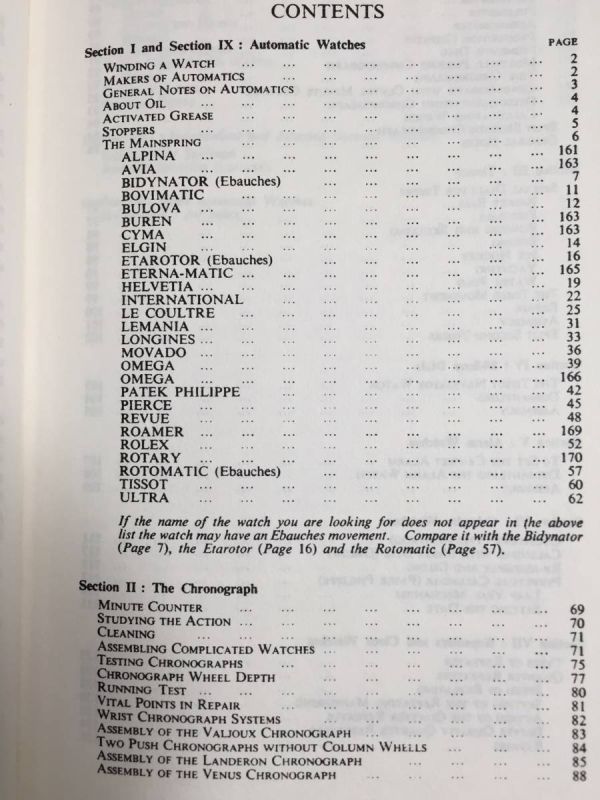 CONTENTS
Section I and Section IX : Automatic Watches PAGE
WINDING A WATCH ... 2
MAKERS OF AUTOMATICS ... 2
GENERAL NOTES ON AUTOMATICS ... 3
ABOUT OIL ... 4
ACTIVATED GREASE ... 4
STOPPERS ... 5
THE MAINSPRING ... 6
ALPINA ... 161
AVIA ... 163
BIDYNATOR (Ebauches) ... 7
BOVIMATIC ... 11
BULOVA ... 12
BUREN ... 163
CYMA ... 163
ELGIN ... 14
ETAROTOR (Ebauches) ... 16
ETERNA-MATIC ... 165
HELVETIA ... 19
INTERNATIONAL ... 22
LE COULTRE ... 25
LEMANIA ... 31
LONGINES ... 33
MOVADO ... 36
OMEGA ... 39
OMEGA ... 166
PATEK PHILIPPE ... 42
PIERCE ... 45
REVUE ... 48
ROAMER ... 169
ROLEX ... 52
ROTARY ... 170
ROTOMATIC (Ebauches) ... 57
TISSOT ... 60
ULTRA ... 62
If the name of the watch you are looking for does not appear in the above
list the watch may have an Ebauches movement. Compare it with the Bidynator
(Page 7), the Etarotor (Page 16) and the Rotomatic (Page 57).
Section II : The Chronograph
MINUTE COUNTER ... 69
STUDYING THE ACTION ... 70
CLEANING ... 71
ASSEMBLING COMPLICATED WATCHES ... 71
TESTING CHRONOGRAPHS ... 75
CHRONOGRAPH WHEEL DEPTH ... 77
RUNNING TEST ... 80
VITAL POINTS IN REPAIR ... 81
WRIST CHRONOGRAPH SYSTEMS ... 82
ASSEMBLY OF THE VALJOUX CHRONOGRAPH ... 83
TWO PUSH CHRONOGRAPHS WITHOUT COLUMN WHELLS ... 84
ASSEMBLY OF THE LANDERON CHRONOGRAPH ... 85
ASSEMBLY OF THE VENUS CHRONOGRAPH ... 88